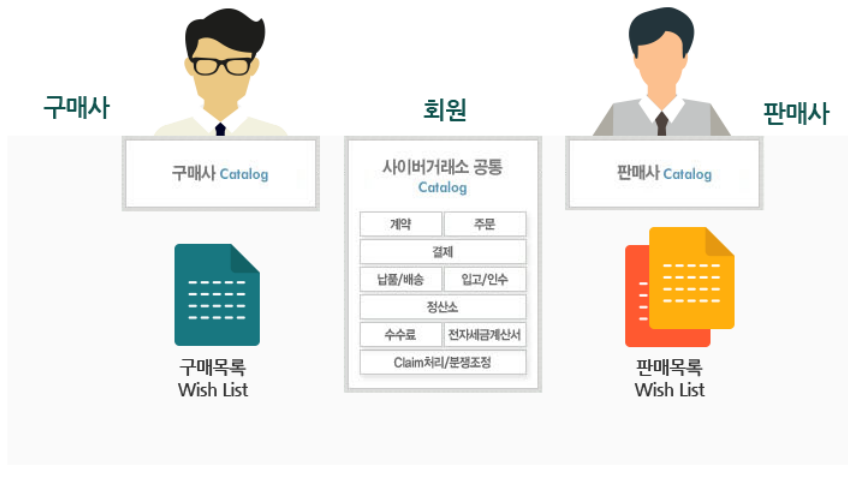 구매사
회원
판매사
구매사 Catalog
사이버거래소 공통
Catalog
판매사 Catalog
계약
주문
결제
납품/배송
입고/인수
정산소
수수료
전자세금계산서
Claim처리/분쟁조정
구매목록
Wish List
판매목록
Wish List